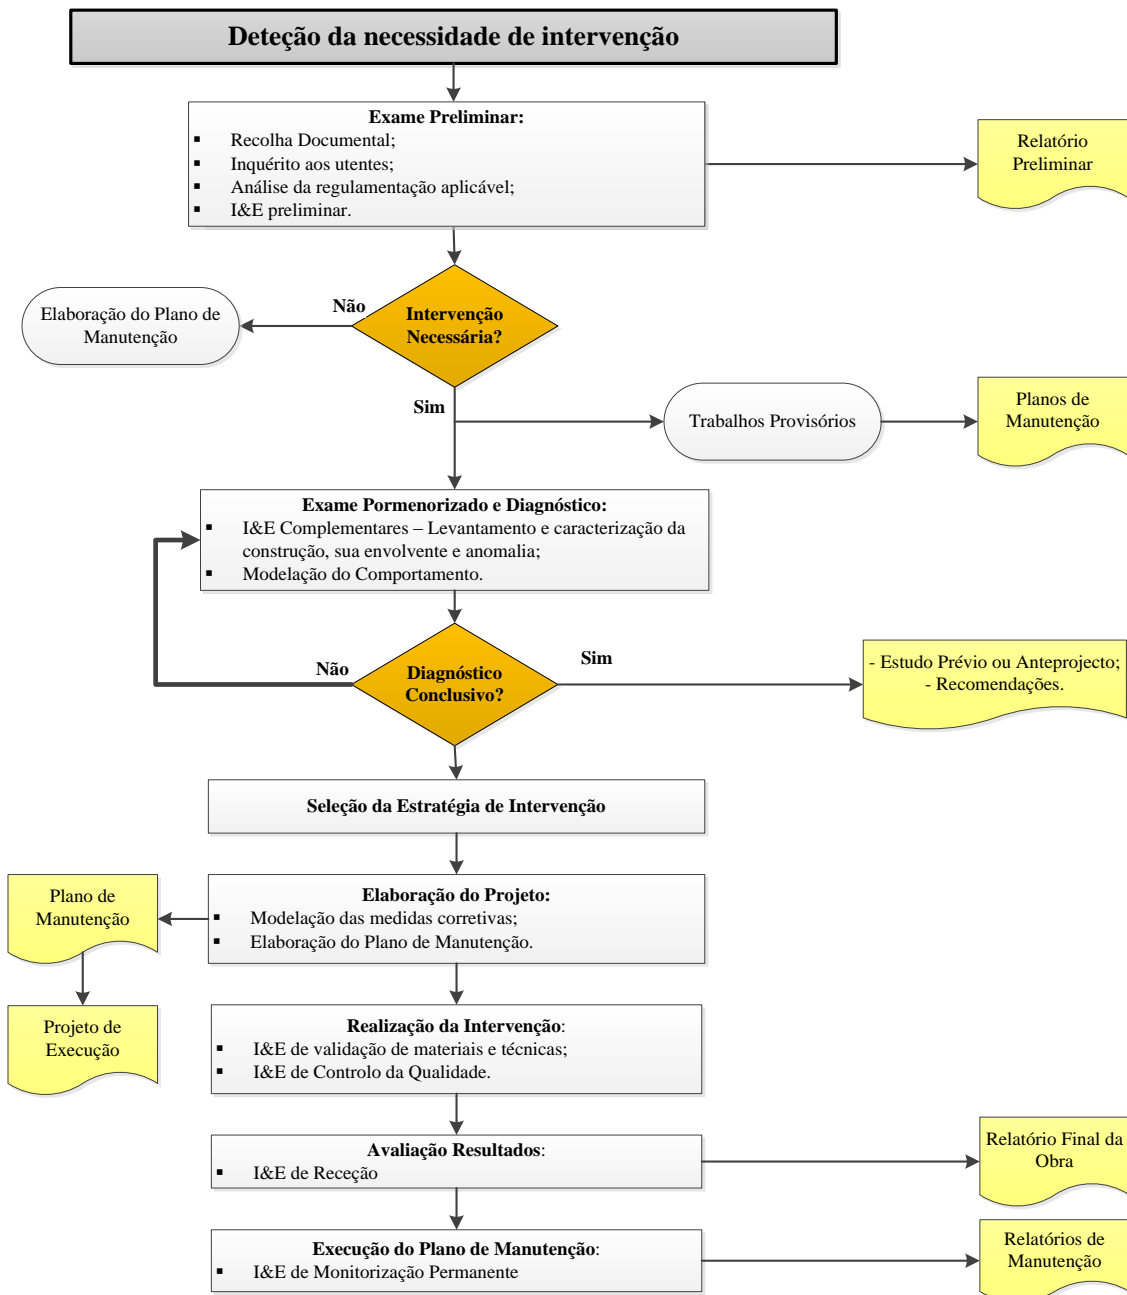 Deteção da necessidade de intervenção
Exame Preliminar:
▪ Recolha Documental;
▪ Inquérito aos utentes;
▪ Análise da regulamentação aplicável;
▪ I&E preliminar.
Relatório
Preliminar
Não
Elaboração do Plano de
Manutenção
Intervenção
Necessária?
Sim
Trabalhos Provisórios
Planos de
Manutenção
Exame Pormenorizado e Diagnóstico:
▪ I&E Complementares – Levantamento e caracterização da
construção, sua envolvente e anomalia;
▪ Modelação do Comportamento.
Não
Diagnóstico
Conclusivo?
Sim
- Estudo Prévio ou Anteprojecto;
- Recomendações.
Seleção da Estratégia de Intervenção
Plano de
Manutenção
Elaboração do Projeto:
▪ Modelação das medidas corretivas;
▪ Elaboração do Plano de Manutenção.
Projeto de
Execução
Realização da Intervenção:
▪ I&E de validação de materiais e técnicas;
▪ I&E de Controlo da Qualidade.
Avaliação Resultados:
▪ I&E de Receção
Relatório Final da
Obra
Execução do Plano de Manutenção:
▪ I&E de Monitorização Permanente
Relatórios de
Manutenção